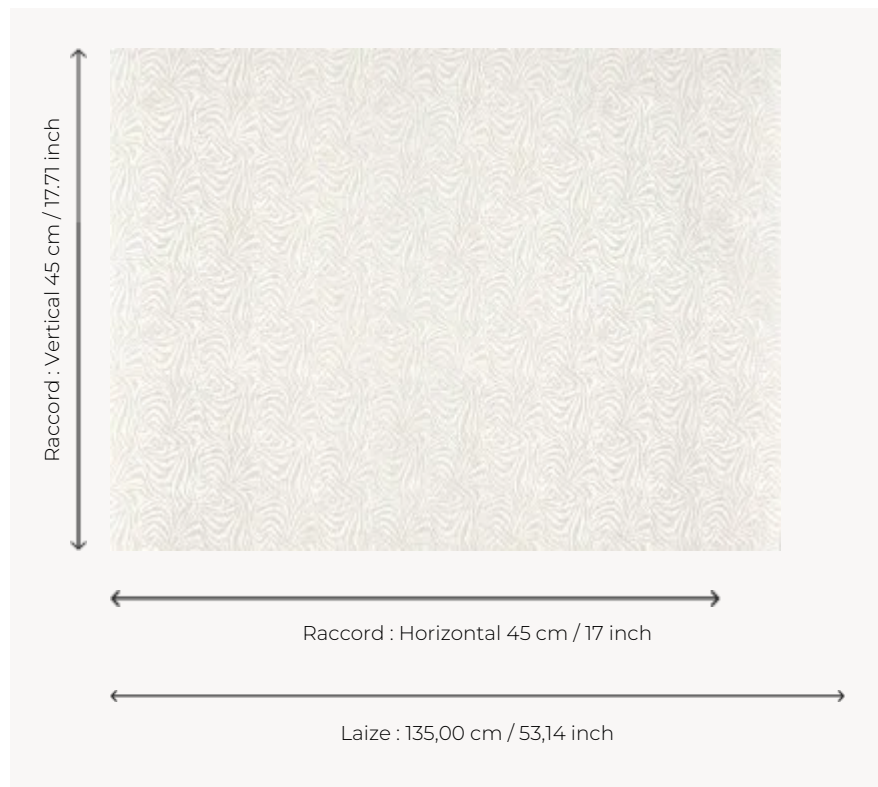 Raccord : Vertical 45 cm / 17.71 inch
Raccord : Horizontal 45 cm / 17 inch
Laize : 135,00 cm / 53,14 inch